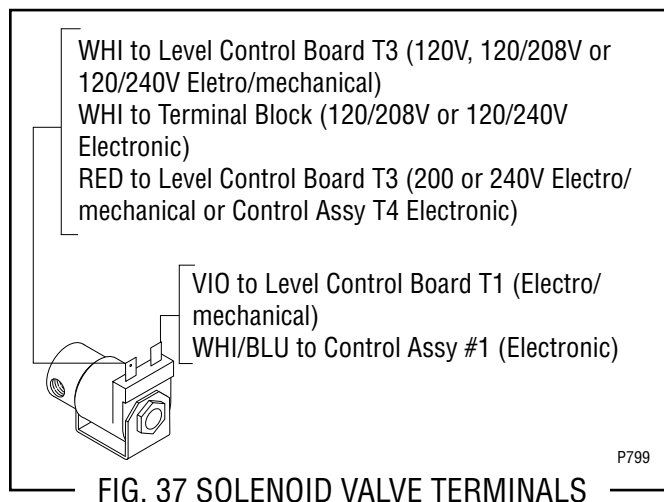 WHI to Level Control Board T3 (120V, 120/208V or
120/240V Eletro/mechanical)
WHI to Terminal Block (120/208V or 120/240V
Electronic)
RED to Level Control Board T3 (200 or 240V Electro/
mechanical or Control Assy T4 Electronic)
VIO to Level Control Board T1 (Electro/
mechanical)
WHI/BLU to Control Assy #1 (Electronic)
P799
FIG. 37 SOLENOID VALVE TERMINALS